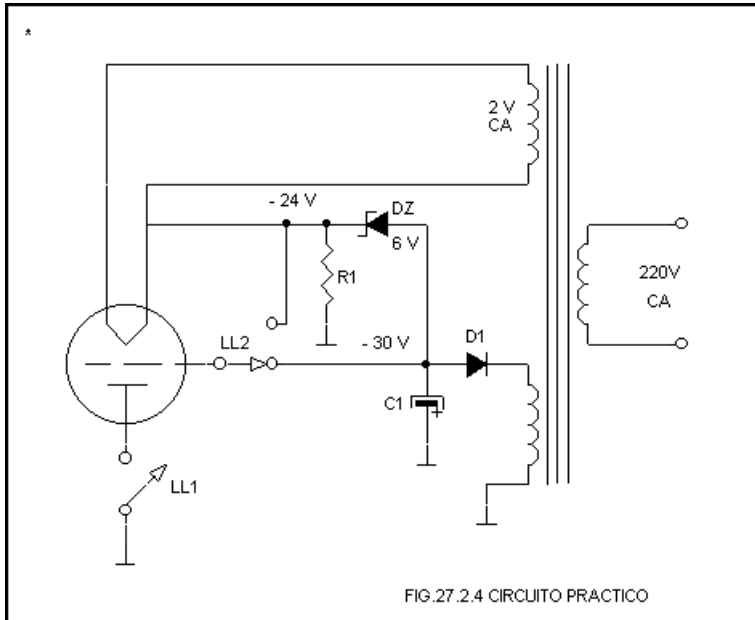 *
2 V
CA
- 24 V
DZ
6 V
R1
220V
CA
LL2
- 30 V
D1
C1
+
LL1
FIG.27.2.4 CIRCUITO PRACTICO